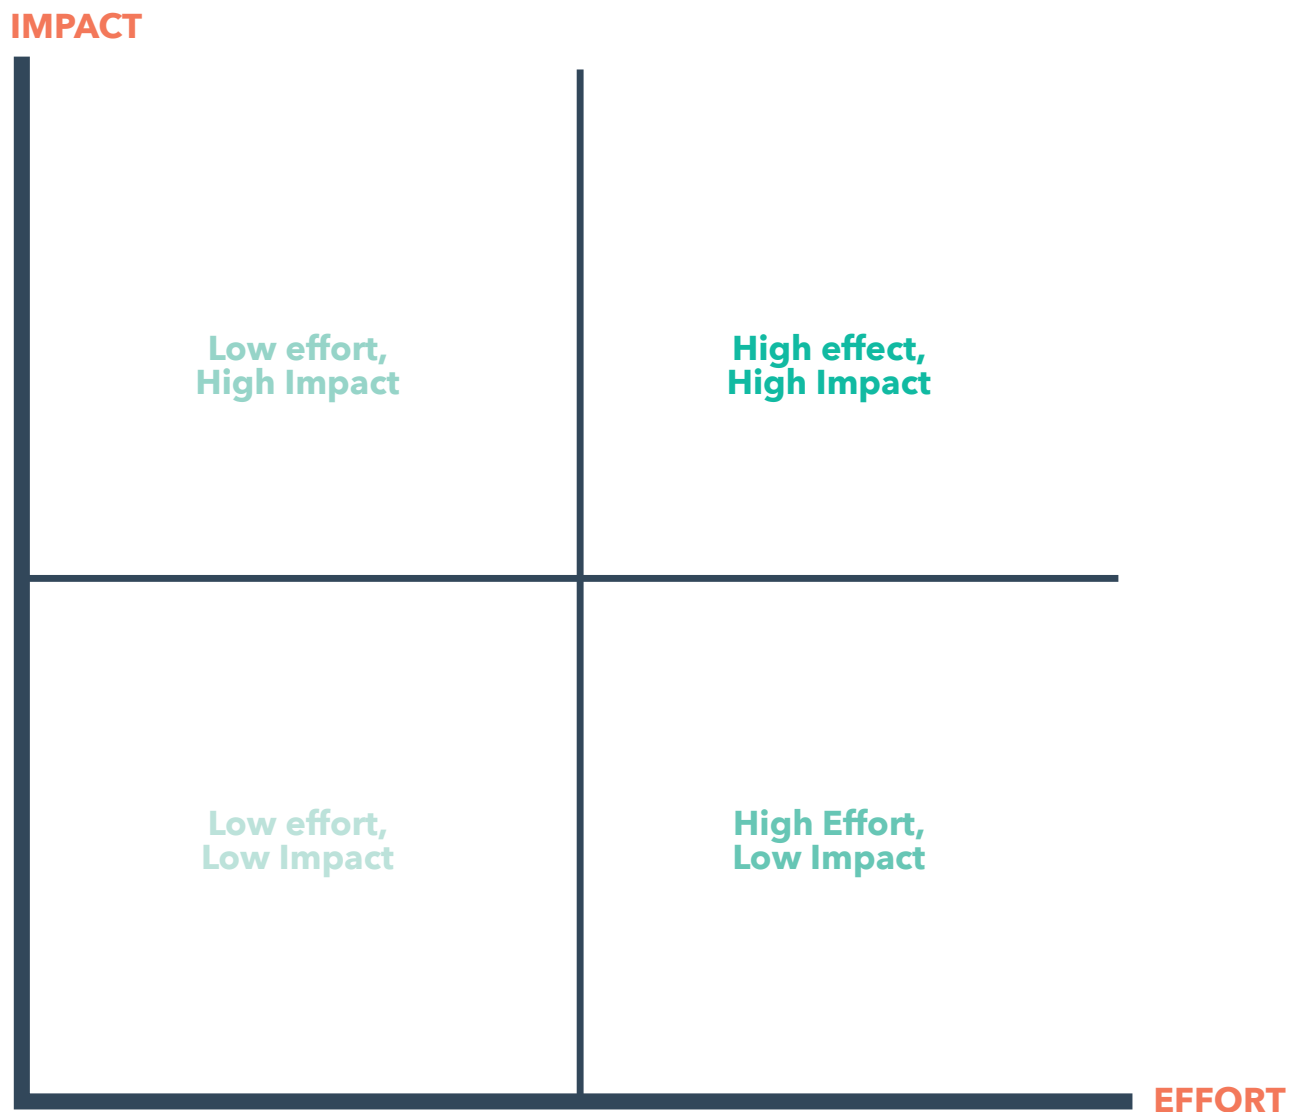 IMPACT
Low effort,
High Impact
High effect,
High Impact
Low effort,
Low Impact
High Effort,
Low Impact
EFFORT